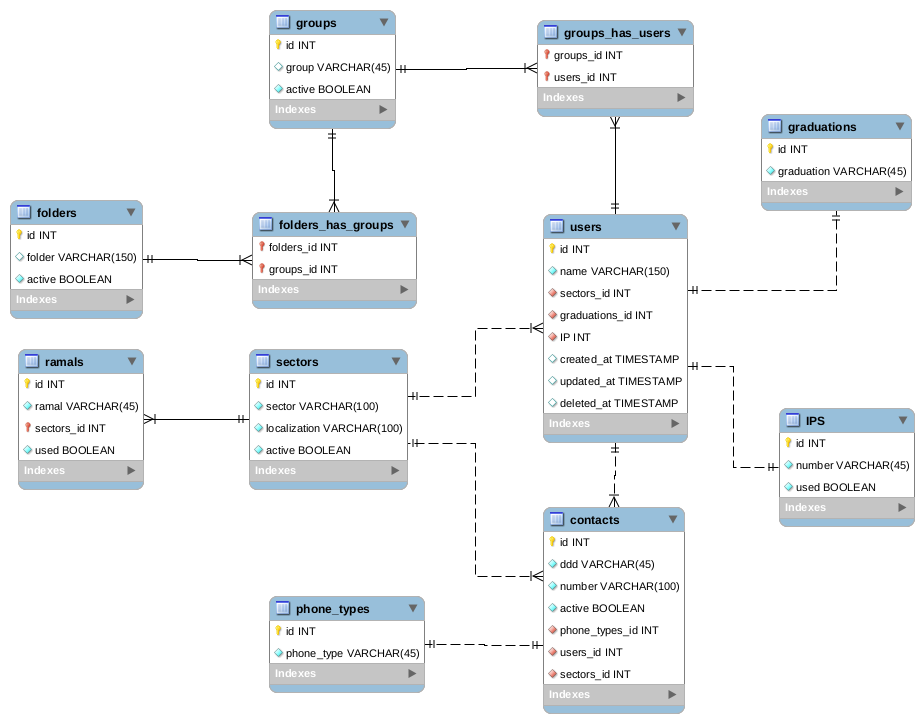 groups
id INT
group VARCHAR(45)
active BOOLEAN
Indexes
groups_has_users
groups_id INT
users_id INT
Indexes
graduations
id INT
graduation VARCHAR(45)
Indexes
folders
id INT
folder VARCHAR(150)
active BOOLEAN
Indexes
folders_has_groups
folders_id INT
groups_id INT
Indexes
users
id INT
name VARCHAR(150)
sectors_id INT
graduations_id INT
IP INT
created_at TIMESTAMP
updated_at TIMESTAMP
deleted_at TIMESTAMP
Indexes
ramals
id INT
ramal VARCHAR(45)
sectors_id INT
used BOOLEAN
Indexes
sectors
id INT
sector VARCHAR(100)
localization VARCHAR(100)
active BOOLEAN
Indexes
IPS
id INT
number VARCHAR(45)
used BOOLEAN
Indexes
contacts
id INT
ddd VARCHAR(45)
number VARCHAR(100)
active BOOLEAN
phone_types_id INT
users_id INT
sectors_id INT
Indexes
phone_types
id INT
phone_type VARCHAR(45)
Indexes